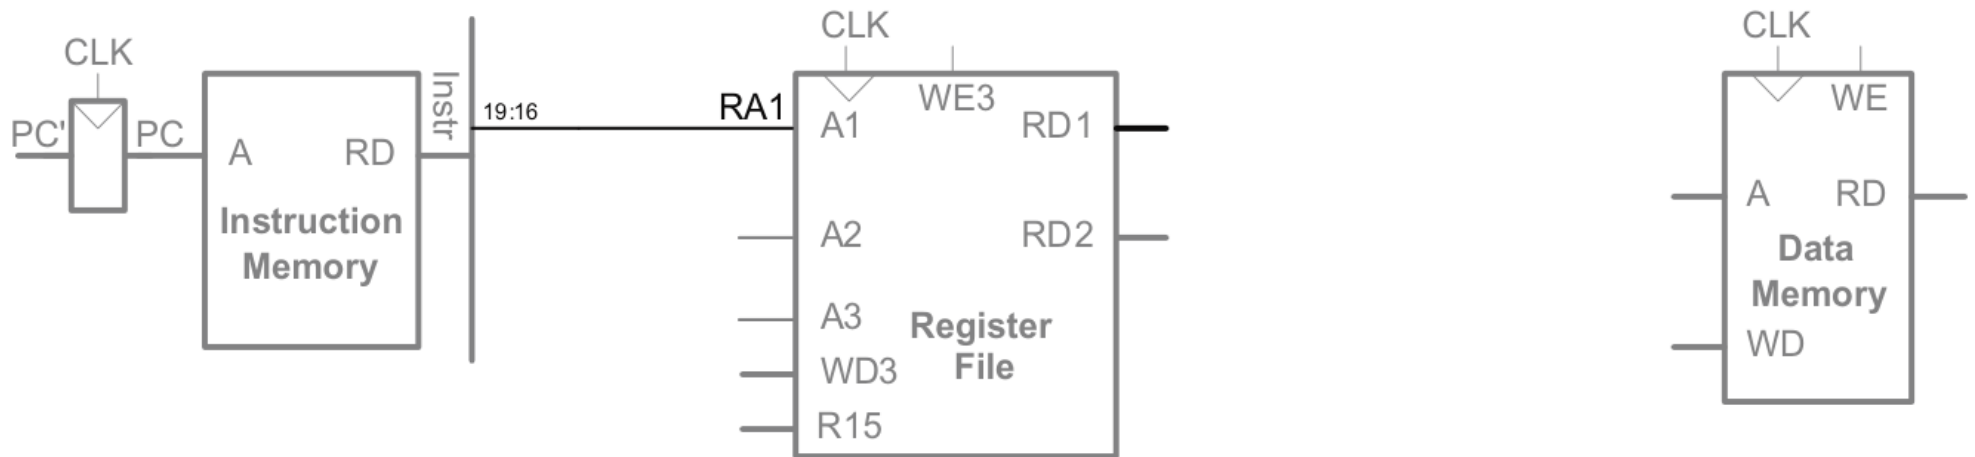 CLK
PC'
PC
A
RD
Instruction
Memory
Instr
19:16
RA1
CLK
WE3
A1
RD1
A2
RD2
A3
WD3
R15
Register
File
CLK
WE
A
RD
Data
Memory
WD